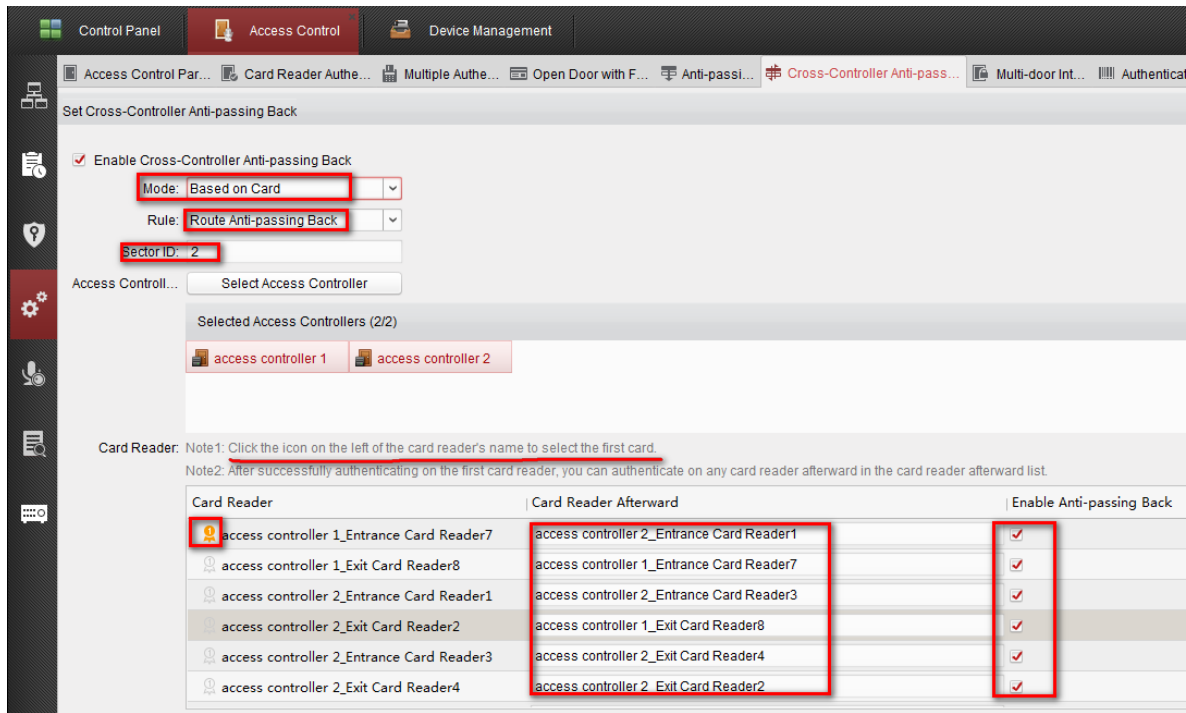 Control Panel Access Control Device Management
Access Control Par... Card Reader Authe... Multiple Authe... Open Door with F... Anti-passi... Cross-Controller Anti-pass... Multi-door Int... Authenticat
Set Cross-Controller Anti-passing Back
Enable Cross-Controller Anti-passing Back
Mode: Based on Card
Rule: Route Anti-passing Back
Sector ID: 2
Access Controll... Select Access Controller
Selected Access Controllers (2/2)
access controller 1 access controller 2
Card Reader: Note1: Click the icon on the left of the card reader's name to select the first card.
Note2: After successfully authenticating on the first card reader, you can authenticate on any card reader afterward in the card reader afterward list.
Card Reader Card Reader Afterward Enable Anti-passing Back
access controller 1_Entrance Card Reader7 access controller 2_Entrance Card Reader1
access controller 1_Exit Card Reader8 access controller 1_Entrance Card Reader7
access controller 2_Entrance Card Reader1 access controller 2_Entrance Card Reader3
access controller 2_Exit Card Reader2 access controller 1_Exit Card Reader8
access controller 2_Entrance Card Reader3 access controller 2_Exit Card Reader4
access controller 2_Exit Card Reader4 access controller 2_Exit Card Reader2